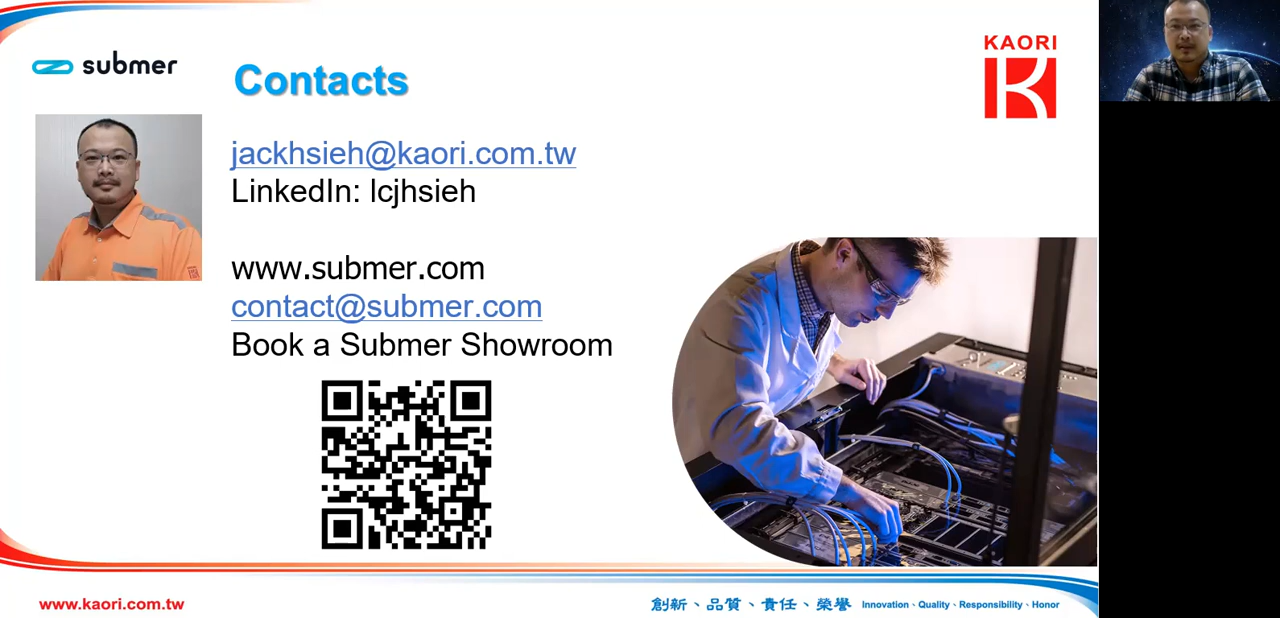 submer
Contacts
KAORI
jackhsieh@kaori.com.tw
LinkedIn: lcjhsieh
www.submer.com
contact@submer.com
Book a Submer Showroom
www.kaori.com.tw
創新、品質、責任、榮譽 Innovation、Quality、Responsibility、Honor